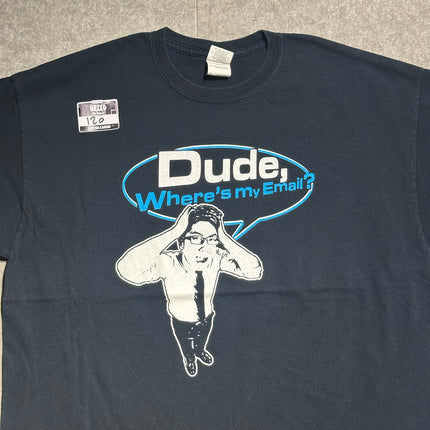 HELLO
120
Dude,
Where's my Email?